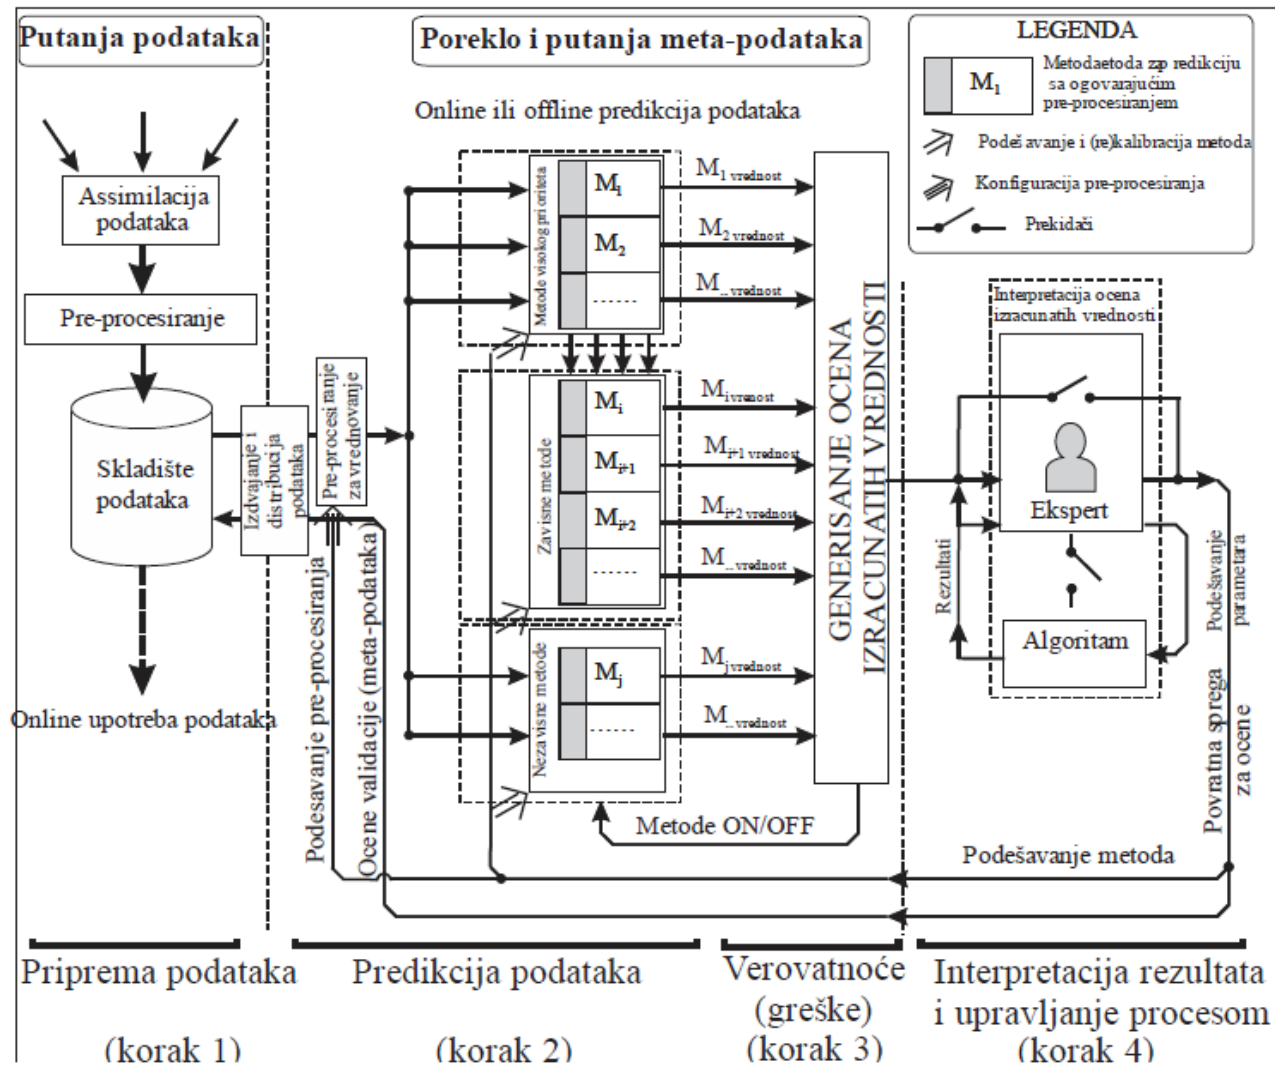 Putanja podataka
Poreklo i putanja meta-podataka
LEGENDA
M1
Metodaetoda zap redikciju
sa ogovarajućim
pre-procesiranjem
Podešavanje i (re)kalibracija metoda
Konfiguracija pre-procesiranja
Prekidači
Online ili offline predikcija podataka
Assimilacija
podataka
Pre-procesiranje
Skladište
podataka
Online upotreba podataka
Izdvajanje i
distribucija
podataka
Pre-procesiranje
za vrednovanje
Podesavanje pre-procesiranja
Ocene validacije (meta-podataka)
Metode visokog prioriteta
M1
M2
......
M1 vrednost
M2 vrednost
M... vrednost
Zavisne metode
Mi
Mi+1
Mi+2
......
Mi vrenost
Mi+1 vrednost
Mi+2 vrednost
M... vrednost
Nezavisne metode
Mj
......
Mj vrednost
M... vrednost
Metode ON/OFF
GENERISANJE OCENA
IZRACUNATIH VREDNOSTI
Interpretacija ocena
izracunatih vrednosti
Ekspert
Algoritam
Rezultati
Podešavanje
parametara
Povratna sprega
za ocene
Podešavanje metoda
Priprema podataka
(korak 1)
Predikcija podataka
(korak 2)
Verovatnoće
(greške)
(korak 3)
Interpretacija rezultata
i upravljanje procesom
(korak 4)